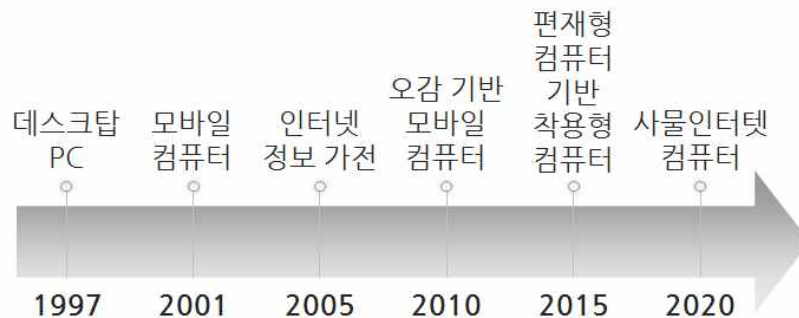 데스크탑
PC
모바일
컴퓨터
인터넷
정보 가전
오감 기반
모바일
컴퓨터
편재형
컴퓨터
기반
착용형
컴퓨터
사물인터텟
컴퓨터
1997
2001
2005
2010
2015
2020